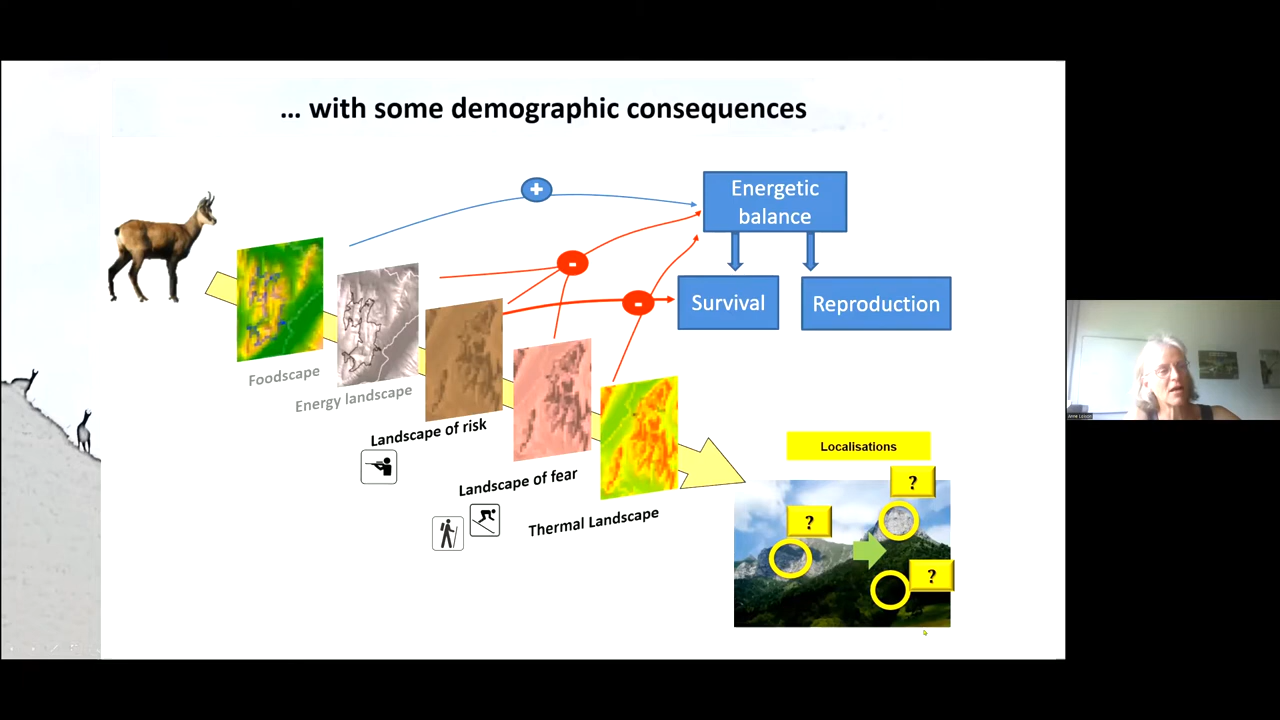 ... with some demographic consequences
+
Energetic
balance
-
-
Survival
Reproduction
Foodscape
Energy landscape
Landscape of risk
Landscape of fear
Thermal Landscape
Localisations
?
?
?